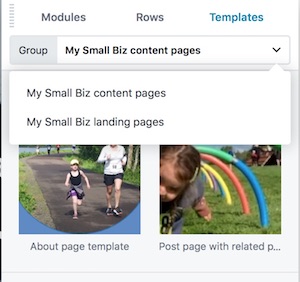 Modules Rows Templates
Group My Small Biz content pages
My Small Biz content pages
My Small Biz landing pages
About page template Post page with related p...